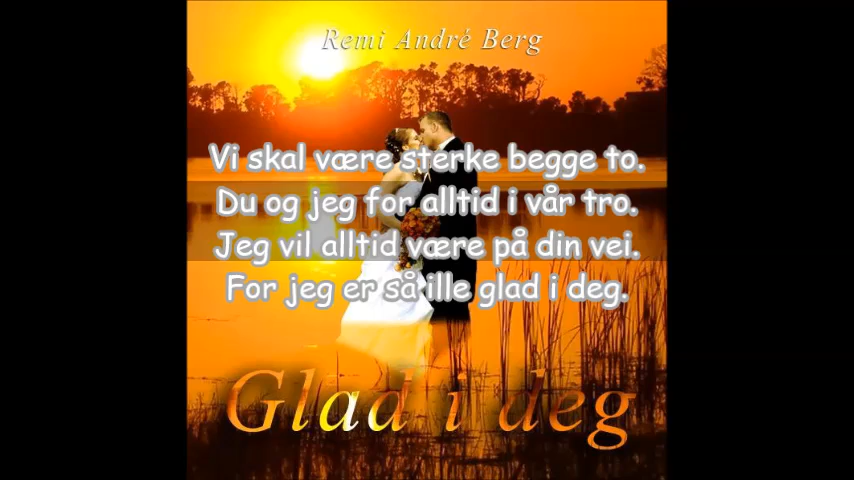 Remi André Berg
Vi skal være sterke begge to.
Du og jeg for alltid i vår tro.
Jeg vil alltid være på din vei.
For jeg er så ille glad i deg.
Glad i deg